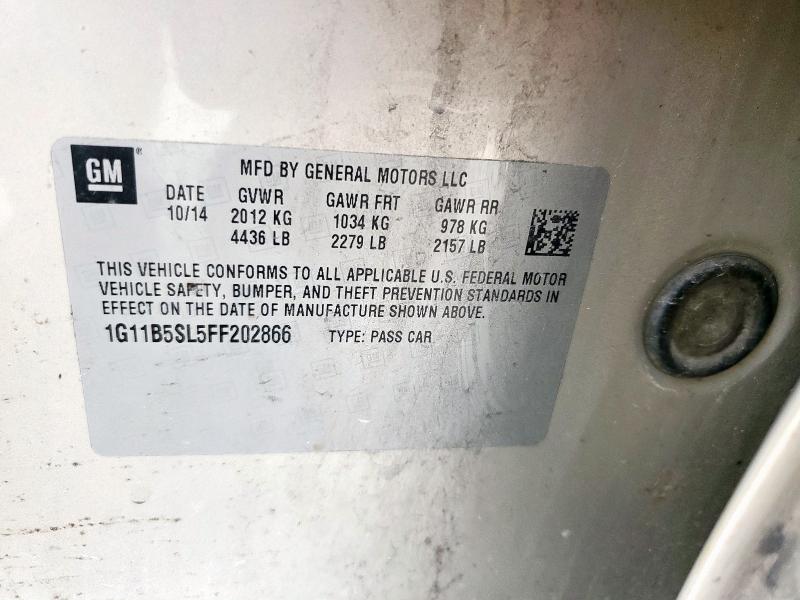 GM
®
MFD BY GENERAL MOTORS LLC
DATE GVWR GAWR FRT GAWR RR
10/14 2012 KG 1034 KG 978 KG
4436 LB 2279 LB 2157 LB
THIS VEHICLE CONFORMS TO ALL APPLICABLE U.S. FEDERAL MOTOR
VEHICLE SAFETY, BUMPER, AND THEFT PREVENTION STANDARDS IN
EFFECT ON THE DATE OF MANUFACTURE SHOWN ABOVE.
1G11B5SL5FF202866 TYPE: PASS CAR